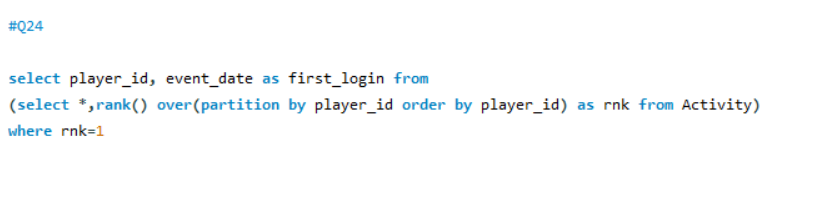 #Q24
select player_id, event_date as first_login from
(select *,rank() over(partition by player_id order by player_id) as rnk from Activity)
where rnk=1